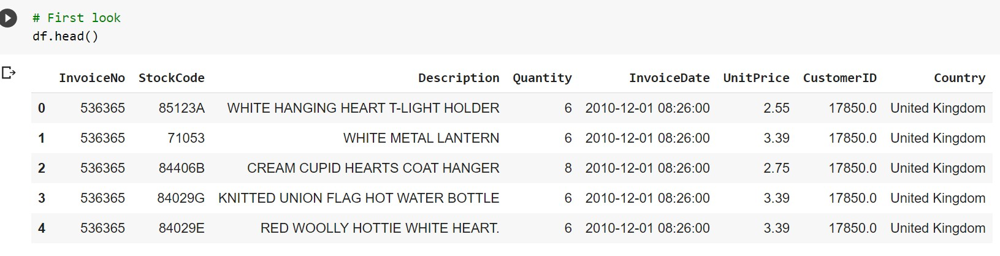 # First look
df.head()
InvoiceNo StockCode Description Quantity InvoiceDate UnitPrice CustomerID Country
0 536365 85123A WHITE HANGING HEART T-LIGHT HOLDER 6 2010-12-01 08:26:00 2.55 17850.0 United Kingdom
1 536365 71053 WHITE METAL LANTERN 6 2010-12-01 08:26:00 3.39 17850.0 United Kingdom
2 536365 84406B CREAM CUPID HEARTS COAT HANGER 8 2010-12-01 08:26:00 2.75 17850.0 United Kingdom
3 536365 84029G KNITTED UNION FLAG HOT WATER BOTTLE 6 2010-12-01 08:26:00 3.39 17850.0 United Kingdom
4 536365 84029E RED WOOLLY HOTTIE WHITE HEART. 6 2010-12-01 08:26:00 3.39 17850.0 United Kingdom